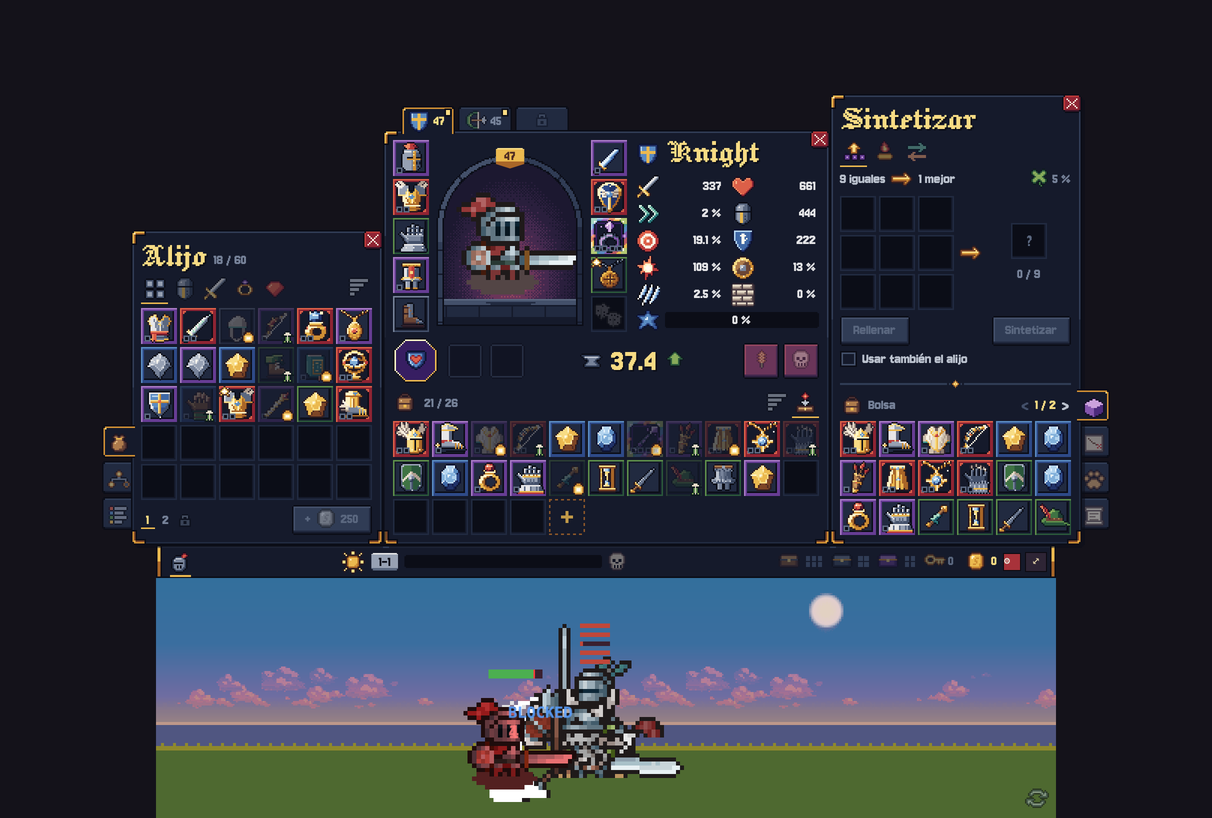 47
45
Sintetizar
47
Knight
9 iguales 1 mejor
5 %
337
661
2 %
444
19.1 %
222
109 %
13 %
2.5 %
0 %
0 %
?
0 / 9
Alijo 18 / 60
Rellenar
Sintetizar
37.4
Usar también el alijo
21 / 26
Bolsa
< 1 / 2 >
1
2
+ 250
+
1-1
0
0
BLOCKED